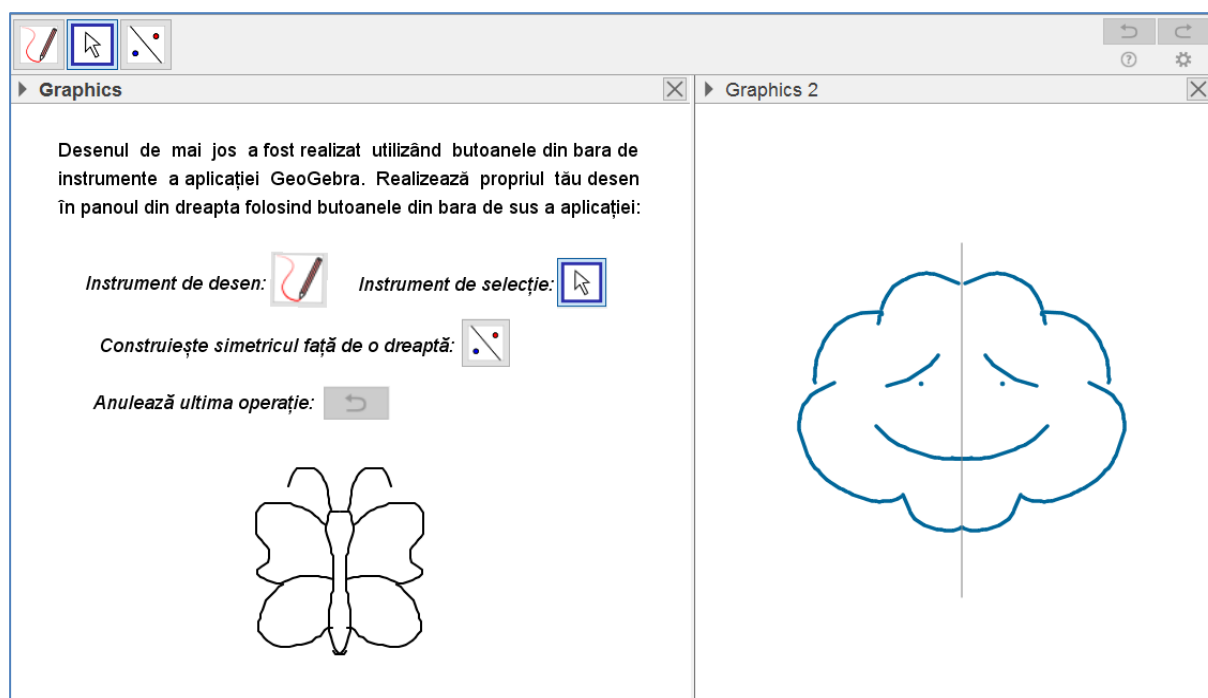 Graphics
Graphics 2
Desenul de mai jos a fost realizat utilizând butoanele din bara de
instrumente a aplicației GeoGebra. Realizează propriul tău desen
în panoul din dreapta folosind butoanele din bara de sus a aplicației:
Instrument de desen:
Instrument de selecție:
Construiește simetricul față de o dreaptă:
Anulează ultima operație: